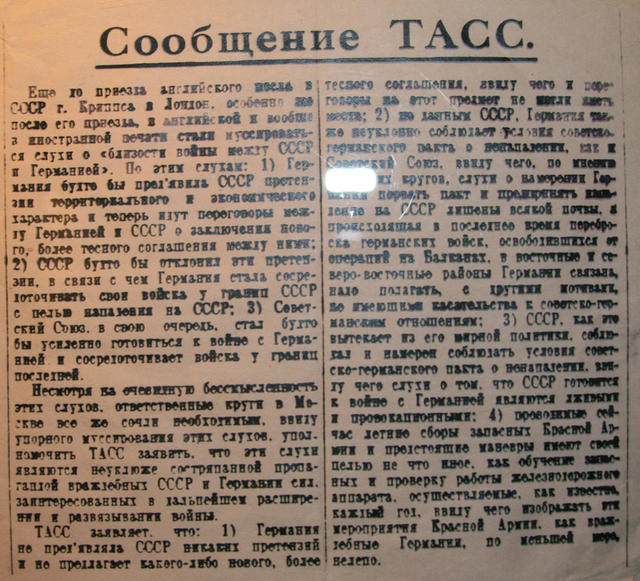 Сообщение ТАСС.
Еще до приезда английского посла в
СССР г. Криппса в Лондон, особенно же
после его приезда, в английской и вообще
в иностранной печати стали муссировать-
ся слухи о «близости войны между СССР
и Германией». По этим слухам: 1) Гер-
мания будто бы пред'явила СССР претен-
зии территориального и экономического
характера и теперь идут переговоры меж-
ду Германией и СССР о заключении ново-
го, более тесного соглашения между ними;
2) СССР будто бы отклонил эти претен-
зии, в связи с чем Германия стала сосре-
доточивать свои войска у границ СССР
с целью нападения на СССР; 3) Совет-
ский Союз, в свою очередь, стал будто
бы усиленно готовиться к войне с Герма-
нией и сосредоточивает войска у границ
последней.
Несмотря на очевидную бессмысленность
этих слухов, ответственные круги в Мо-
скве все же сочли необходимым, ввиду
упорного муссирования этих слухов, упол-
номочить ТАСС заявить, что эти слухи
являются неуклюже состряпанной пропа-
гандой враждебных СССР и Германии сил,
заинтересованных в дальнейшем расшире-
нии и развязывании войны.
ТАСС заявляет, что: 1) Германия
не пред'являла СССР никаких претензий
и не предлагает какого-либо нового, более
тесного соглашения, ввиду чего и пере-
говоры на этот предмет не могли иметь
места; 2) по данным СССР, Германия так-
же неуклонно соблюдает условия советско-
германского пакта о ненападении, как и
Советский Союз, ввиду чего, по мнению
кругов, слухи о намерении Гер-
мании порвать пакт и предпринять напа-
дение на СССР лишены всякой почвы, а
происходящая в последнее время переброс-
ка германских войск, освободившихся от
операций на Балканах, в восточные и се-
веро-восточные районы Германии связана,
надо полагать, с другими мотивами,
не имеющими касательства к советско-гер-
манским отношениям; 3) СССР, как это
вытекает из его мирной политики, соблю-
дал и намерен соблюдать условия совет-
ско-германского пакта о ненападении, вви-
ду чего слухи о том, что СССР готовится
к войне с Германией являются лживыми
и провокационными; 4) проводимые сей-
час летние сборы запасных Красной Ар-
мии и предстоящие маневры имеют своей
целью не что иное, как обучение запас-
ных и проверку работы железнодорожного
аппарата, осуществляемые, как известно,
каждый год, ввиду чего изображать эти
мероприятия Красной Армии, как враж-
дебные Германии, по меньшей мере,
нелепо.